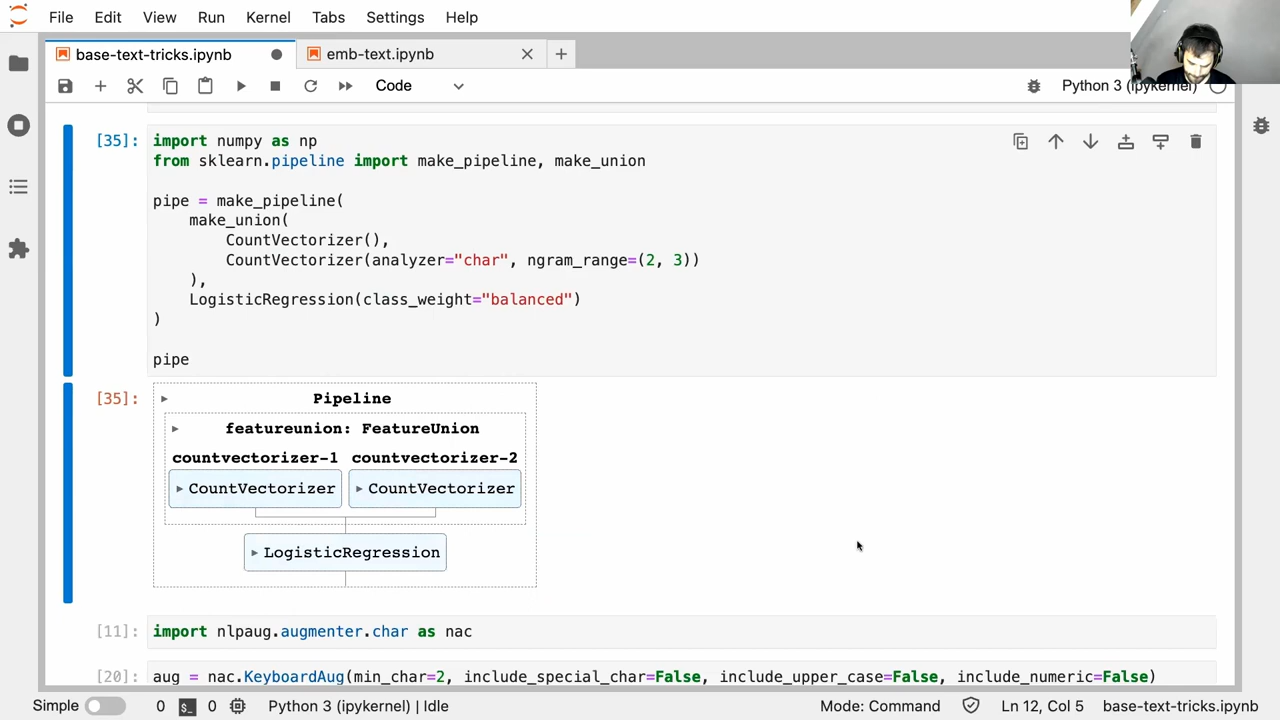 File Edit View Run Kernel Tabs Settings Help
base-text-tricks.ipynb emb-text.ipynb
Code Python 3 (ipykernel)
[35]: import numpy as np
from sklearn.pipeline import make_pipeline, make_union
pipe = make_pipeline(
make_union(
CountVectorizer(),
CountVectorizer(analyzer="char", ngram_range=(2, 3))
),
LogisticRegression(class_weight="balanced")
)
pipe
[35]: Pipeline
featureunion: FeatureUnion
countvectorizer-1 countvectorizer-2
CountVectorizer CountVectorizer
LogisticRegression
[11]: import nlpaug.augmenter.char as nac
[20]: aug = nac.KeyboardAug(min_char=2, include_special_char=False, include_upper_case=False, include_numeric=False)
Simple 0 $_ 0 Python 3 (ipykernel) | Idle Mode: Command Ln 12, Col 5 base-text-tricks.ipynb